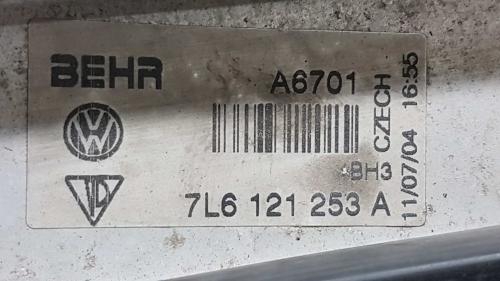 BEHR
A6701
BH3
7L6 121 253 A
CZECH
11/07/04 16:55